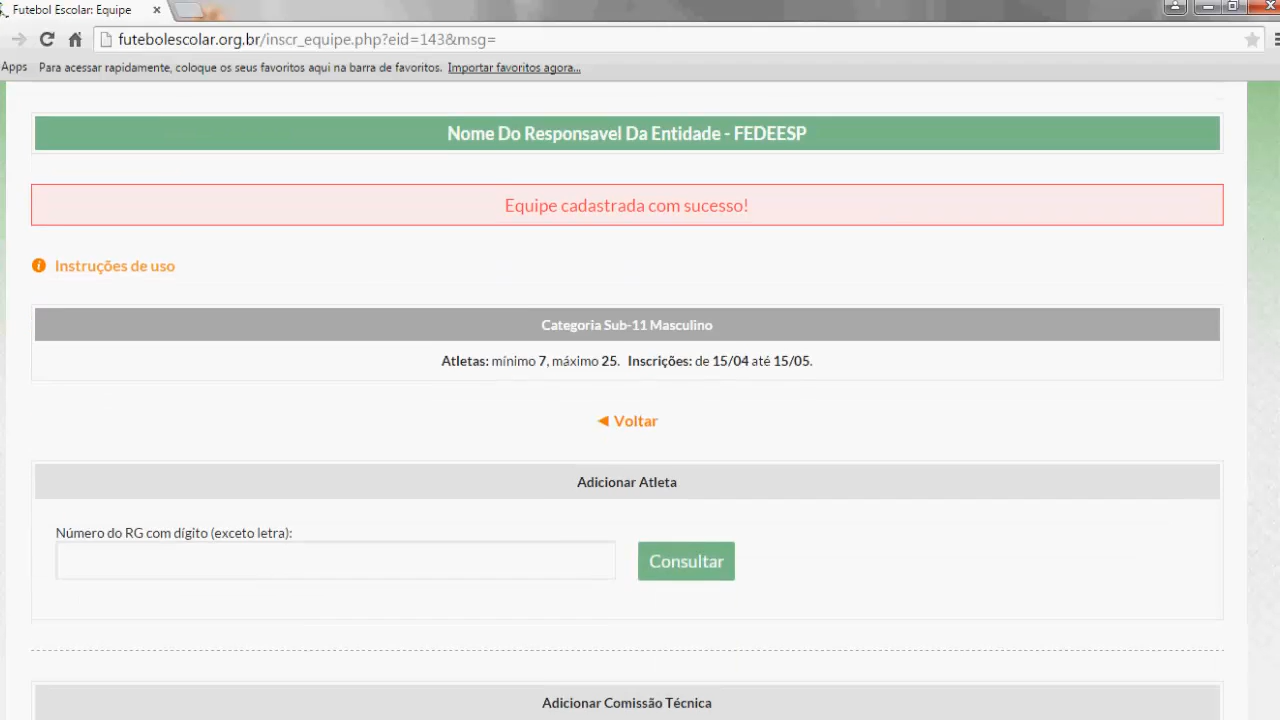 Futebol Escolar: Equipe
futebolescolar.org.br/inscr_equipe.php?eid=143&msg=
Apps Para acessar rapidamente, coloque os seus favoritos aqui na barra de favoritos. Importar favoritos agora...
Nome Do Responsavel Da Entidade - FEDEESP
Equipe cadastrada com sucesso!
Instruções de uso
Categoria Sub-11 Masculino
Atletas: mínimo 7, máximo 25. Inscrições: de 15/04 até 15/05.
◄ Voltar
Adicionar Atleta
Número do RG com dígito (exceto letra):
Consultar
Adicionar Comissão Técnica